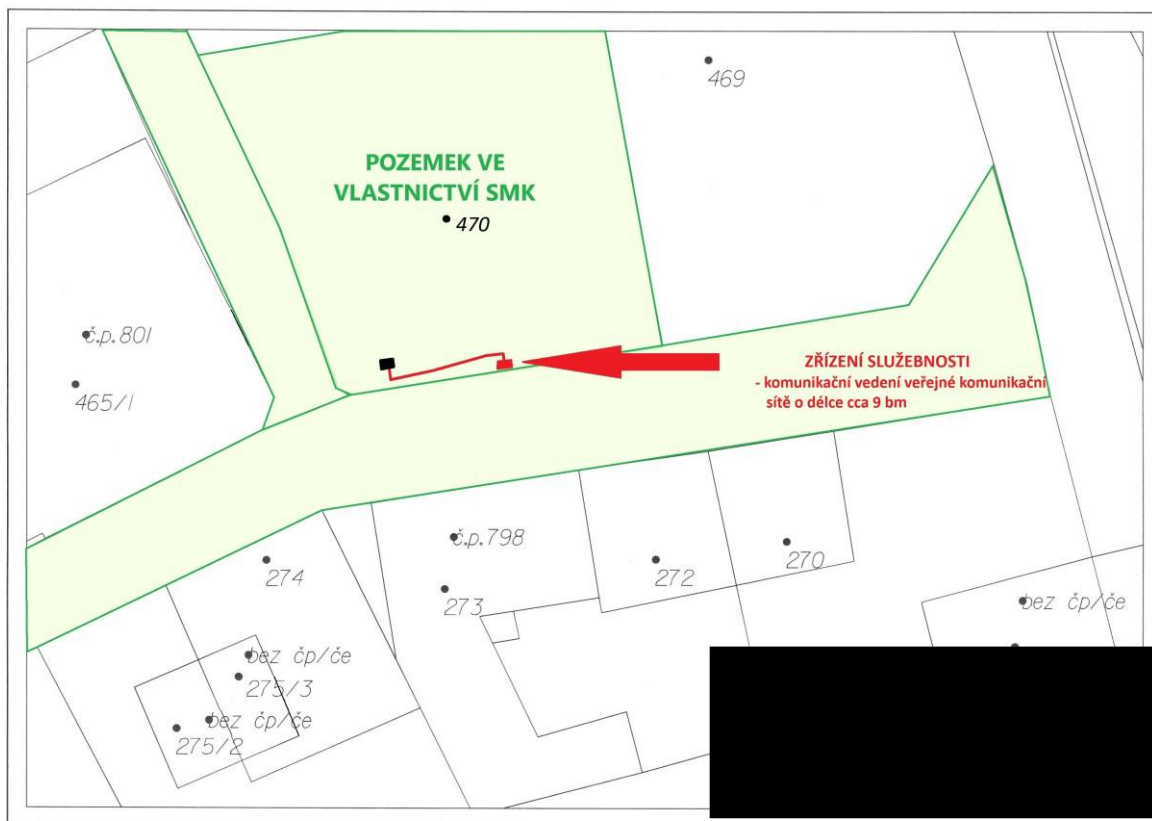 469
POZEMEK VE
VLASTNICTVÍ SMK
470
č.p.801
465/1
ZŘÍZENÍ SLUŽEBNOSTI
- komunikační vedení veřejné komunikační
sítě o délce cca 9 bm
č.p.798
274
273
272
270
bez čp/če
bez čp/če
275/3
bez čp/če
275/2